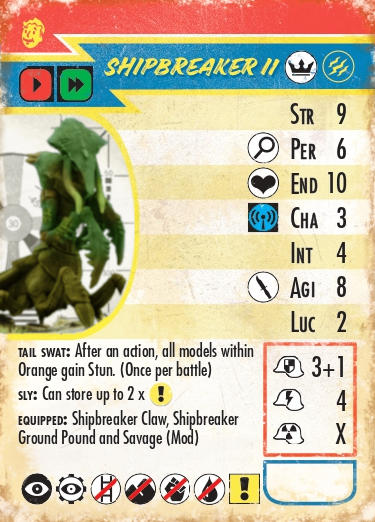 SHIPBREAKER II
STR 9
PER 6
END 10
CHA 3
INT 4
AGI 8
LUC 2
TAIL SWAT: After an action, all models within
Orange gain Stun. (Once per battle)
SLY: Can store up to 2 x !
EQUIPPED: Shipbreaker Claw, Shipbreaker
Ground Pound and Savage (Mod)
3+1
4
X
!